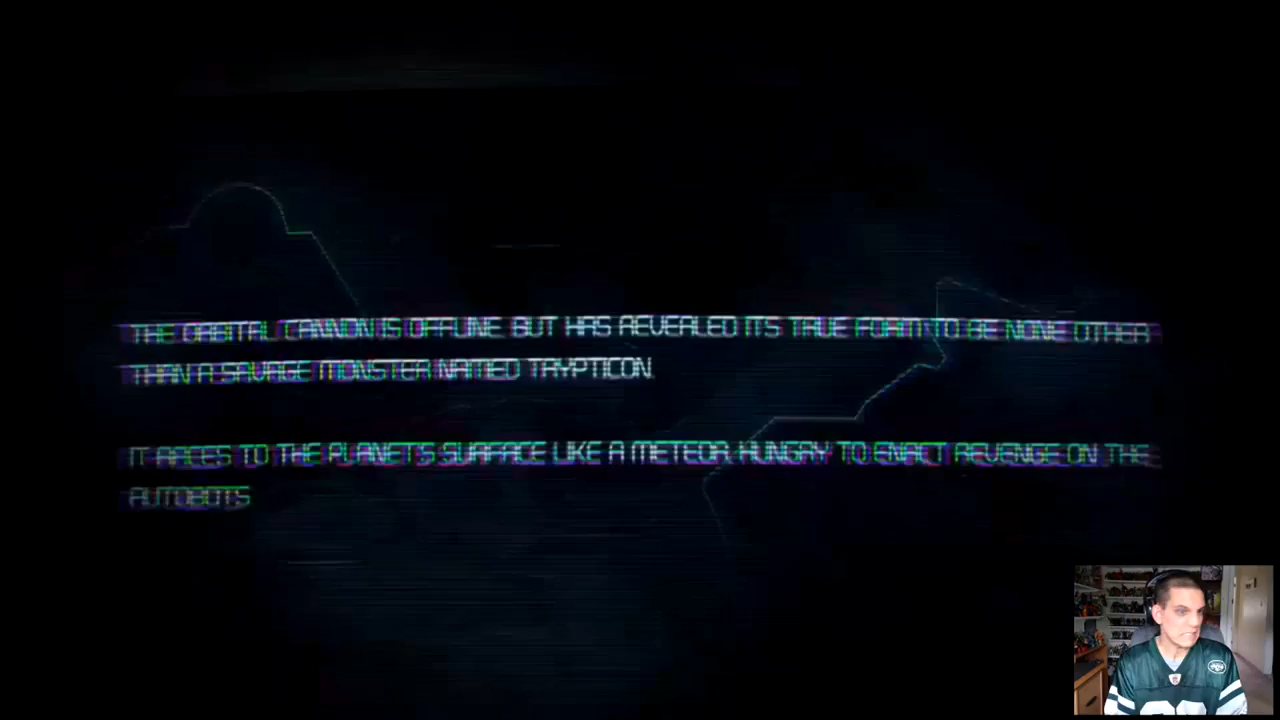 THE ORBITAL CANNON IS OFFLINE BUT HAS REVEALED ITS TRUE FORM TO BE NONE OTHER
THAN A SAVAGE MONSTER NAMED TRYPTICON.
IT RACES TO THE PLANET'S SURFACE LIKE A METEOR, HUNGRY TO ENACT REVENGE ON THE
AUTOBOTS